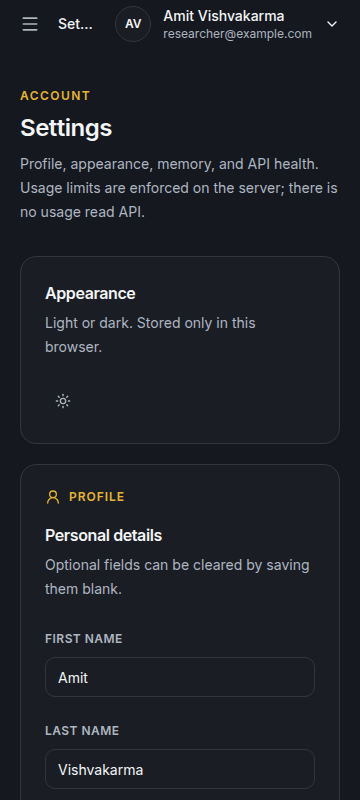 Set...
AV
Amit Vishvakarma
researcher@example.com
ACCOUNT
Settings
Profile, appearance, memory, and API health.
Usage limits are enforced on the server; there is
no usage read API.
Appearance
Light or dark. Stored only in this
browser.
PROFILE
Personal details
Optional fields can be cleared by saving
them blank.
FIRST NAME
Amit
LAST NAME
Vishvakarma